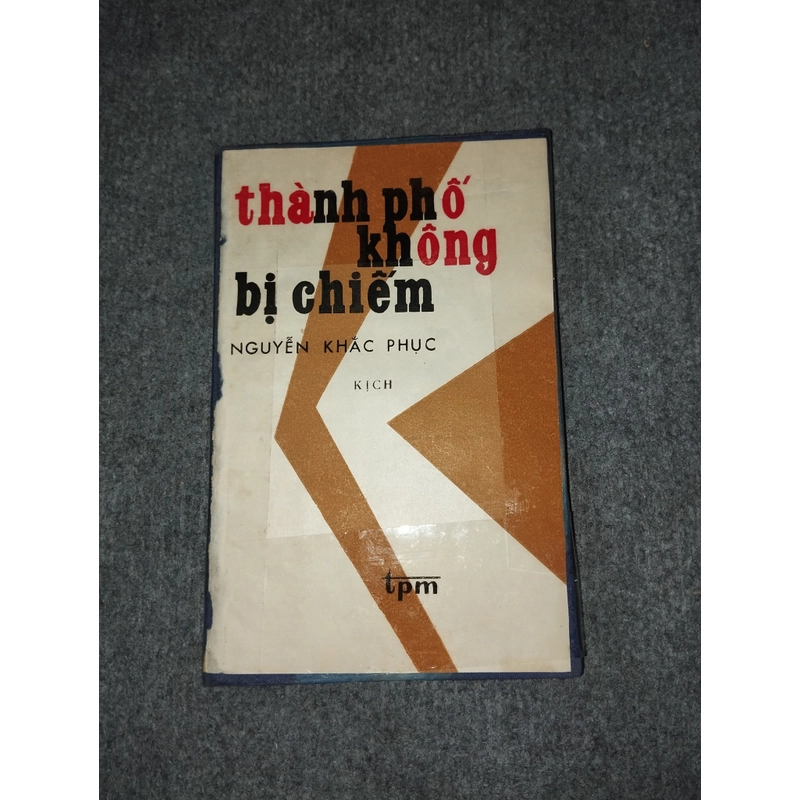 thành phố
không
bị chiếm
NGUYỄN KHẮC PHỤC
KỊCH
tpm